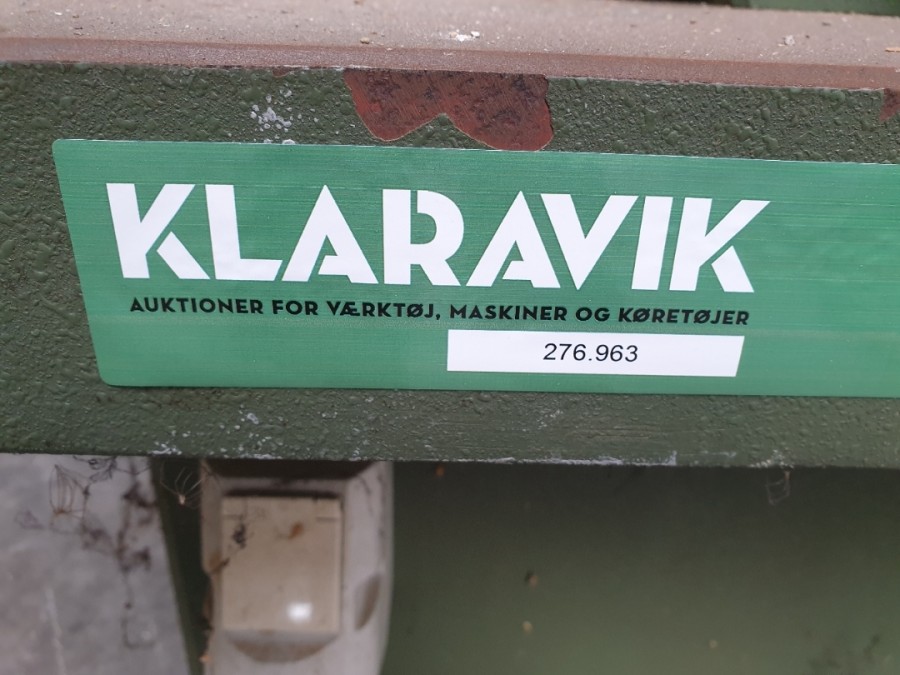 KLARAVIK
AUKTIONER FOR VÆRKTØJ, MASKINER OG KØRETØJER
276.963